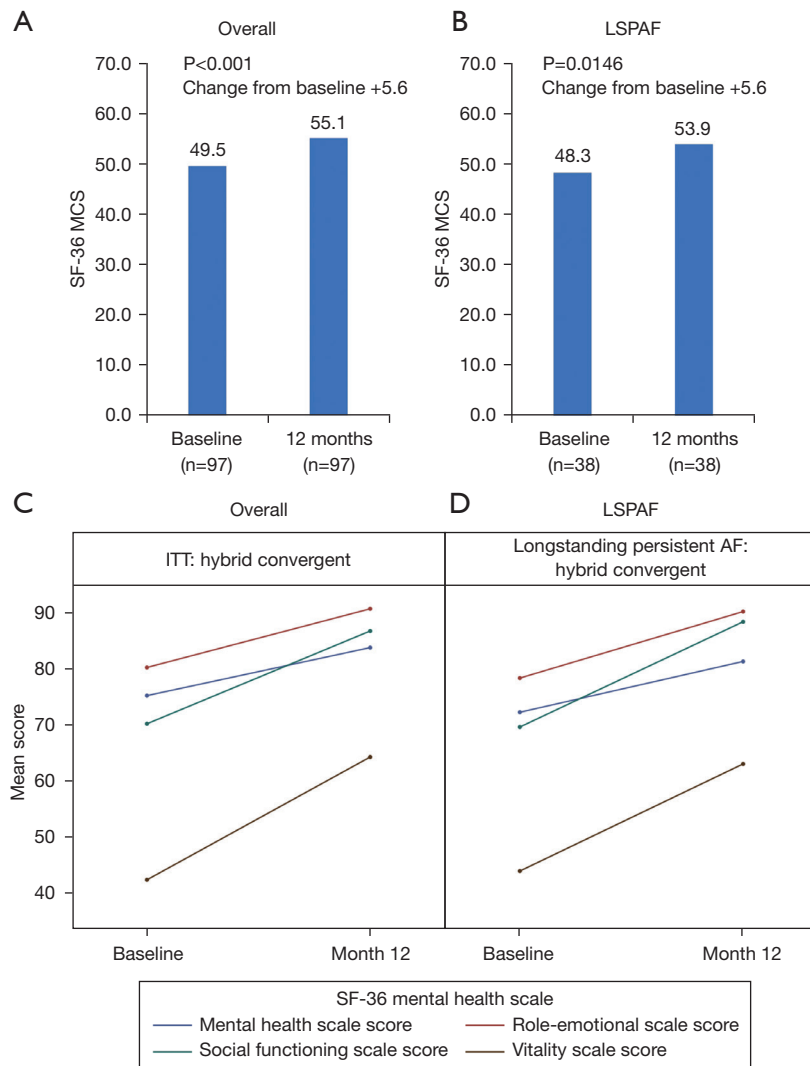 A
Overall
P<0.001
Change from baseline +5.6
SF-36 MCS
70.0
60.0
50.0
40.0
30.0
20.0
10.0
0.0
49.5
55.1
Baseline
(n=97)
12 months
(n=97)
B
LSPAF
P=0.0146
Change from baseline +5.6
SF-36 MCS
70.0
60.0
50.0
40.0
30.0
20.0
10.0
0.0
48.3
53.9
Baseline
(n=38)
12 months
(n=38)
C
Overall
ITT: hybrid convergent
D
LSPAF
Longstanding persistent AF:
hybrid convergent
Mean score
90
80
70
60
50
40
Baseline
Month 12
Baseline
Month 12
SF-36 mental health scale
Mental health scale score
Role-emotional scale score
Social functioning scale score
Vitality scale score